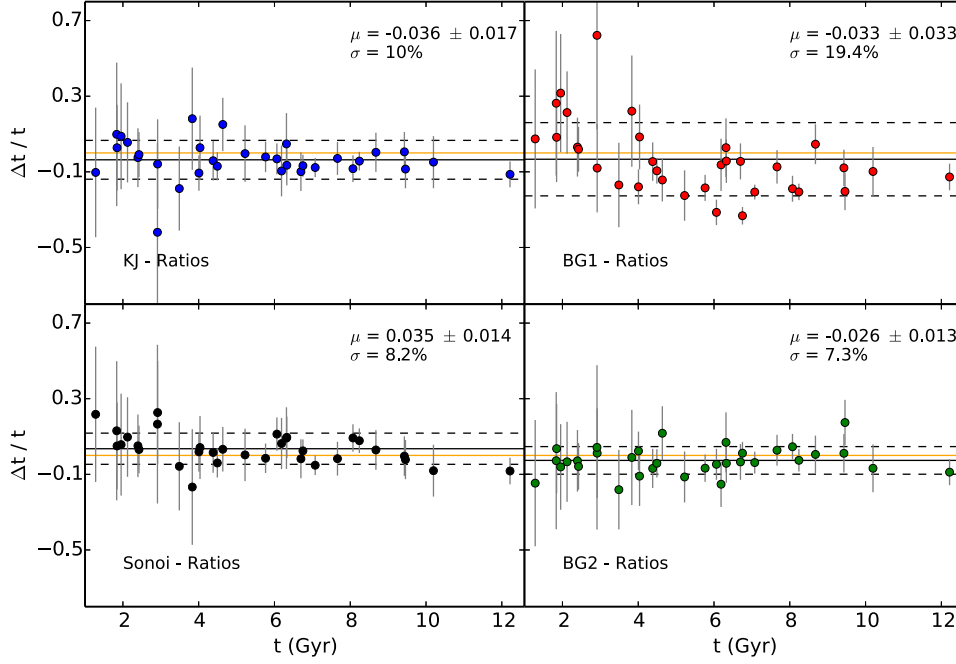 0.7
μ = -0.036 ± 0.017
σ = 10%
μ = -0.033 ± 0.033
σ = 19.4%
0.3
Δt / t
−0.1
−0.5
KJ - Ratios
BG1 - Ratios
0.7
μ = 0.035 ± 0.014
σ = 8.2%
μ = -0.026 ± 0.013
σ = 7.3%
0.3
Δt / t
−0.1
−0.5
Sonoi - Ratios
BG2 - Ratios
2 4 6 8 10 12 2 4 6 8 10 12
t (Gyr) t (Gyr)